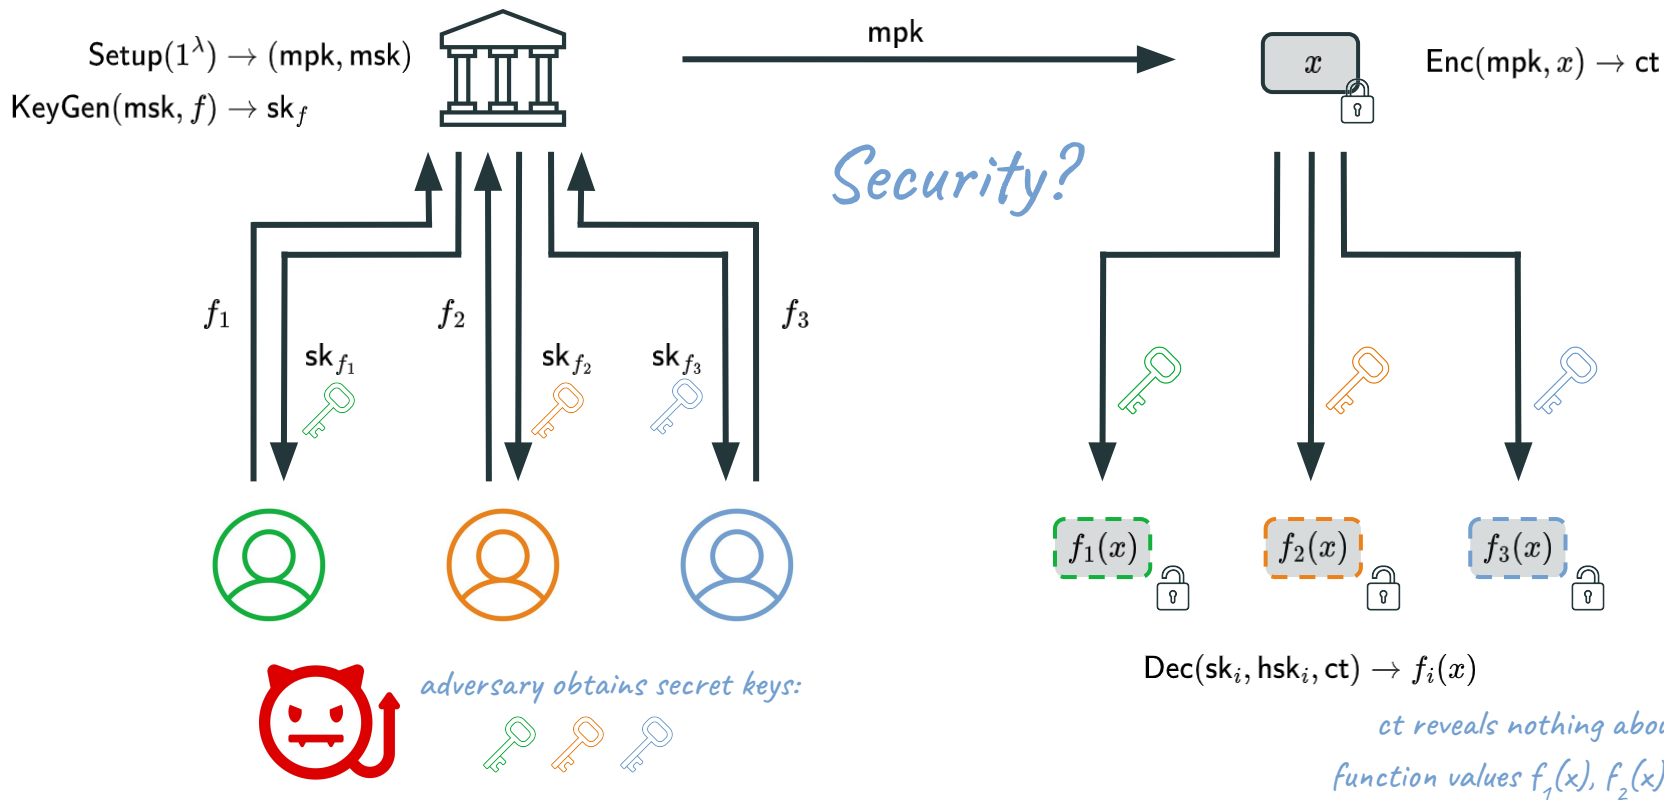 Setup(1^λ) → (mpk, msk)
KeyGen(msk, f) → sk_f
mpk
x
Enc(mpk, x) → ct
Security?
f_1
f_2
f_3
sk_{f_1}
sk_{f_2}
sk_{f_3}
f_1(x)
f_2(x)
f_3(x)
Dec(sk_i, hsk_i, ct) → f_i(x)
adversary obtains secret keys:
ct reveals nothing
function values f_1(x), f_2(x)